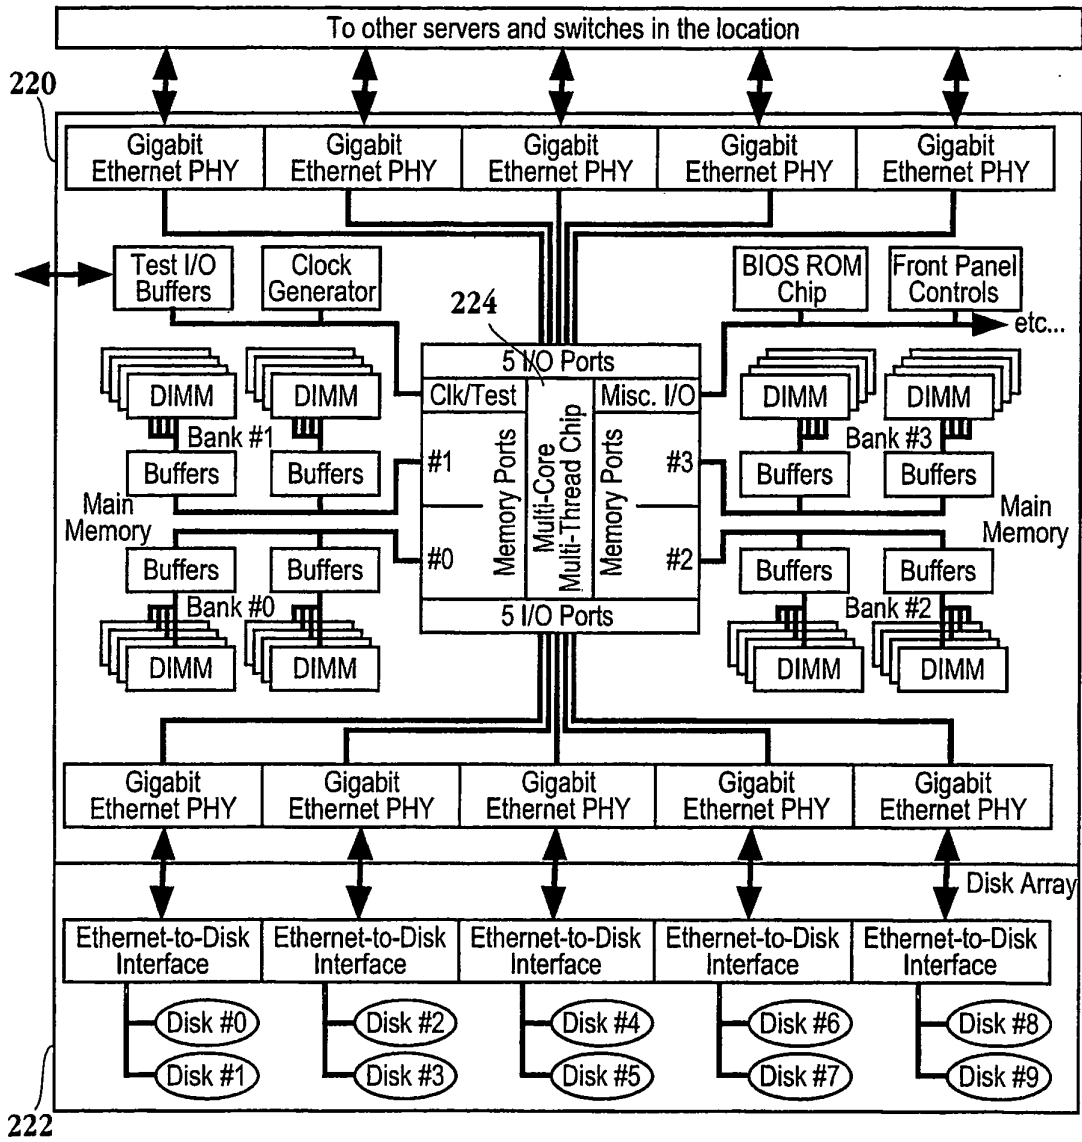 To other servers and switches in the location
220
Gigabit
Ethernet PHY
Gigabit
Ethernet PHY
Gigabit
Ethernet PHY
Gigabit
Ethernet PHY
Gigabit
Ethernet PHY
Test I/O
Buffers
Clock
Generator
BIOS ROM
Chip
Front Panel
Controls
etc...
224
5 I/O Ports
Clk/Test
Misc. I/O
Multi-Core
Multi-Thread Chip
Memory Ports
Memory Ports
#1
#3
#0
#2
5 I/O Ports
DIMM
DIMM
Bank #1
Buffers
Buffers
Main
Memory
Buffers
Buffers
Bank #0
DIMM
DIMM
DIMM
DIMM
Bank #3
Buffers
Buffers
Main
Memory
Buffers
Buffers
Bank #2
DIMM
DIMM
Gigabit
Ethernet PHY
Gigabit
Ethernet PHY
Gigabit
Ethernet PHY
Gigabit
Ethernet PHY
Gigabit
Ethernet PHY
Disk Array
Ethernet-to-Disk
Interface
Ethernet-to-Disk
Interface
Ethernet-to-Disk
Interface
Ethernet-to-Disk
Interface
Ethernet-to-Disk
Interface
Disk #0
Disk #2
Disk #4
Disk #6
Disk #8
Disk #1
Disk #3
Disk #5
Disk #7
Disk #9
222